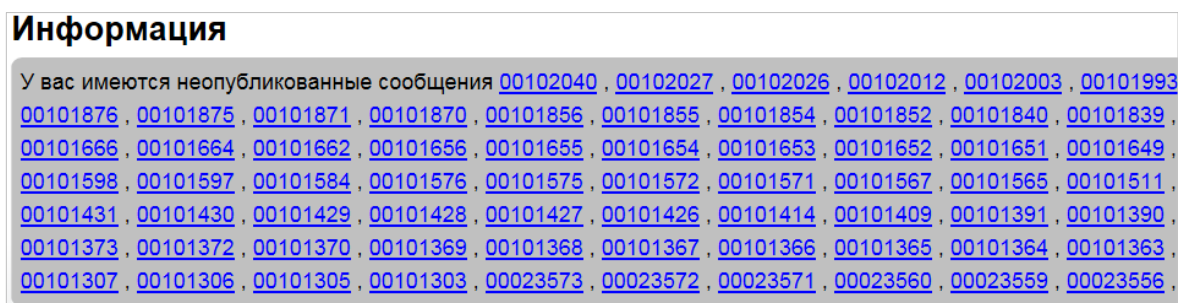 Информация
У вас имеются неопубликованные сообщения 00102040 , 00102027 , 00102026 , 00102012 , 00102003 , 00101993
00101876 , 00101875 , 00101871 , 00101870 , 00101856 , 00101855 , 00101854 , 00101852 , 00101840 , 00101839 ,
00101666 , 00101664 , 00101662 , 00101656 , 00101655 , 00101654 , 00101653 , 00101652 , 00101651 , 00101649 ,
00101598 , 00101597 , 00101584 , 00101576 , 00101575 , 00101572 , 00101571 , 00101567 , 00101565 , 00101511 ,
00101431 , 00101430 , 00101429 , 00101428 , 00101427 , 00101426 , 00101414 , 00101409 , 00101391 , 00101390 ,
00101373 , 00101372 , 00101370 , 00101369 , 00101368 , 00101367 , 00101366 , 00101365 , 00101364 , 00101363 ,
00101307 , 00101306 , 00101305 , 00101303 , 00023573 , 00023572 , 00023571 , 00023560 , 00023559 , 00023556 ,